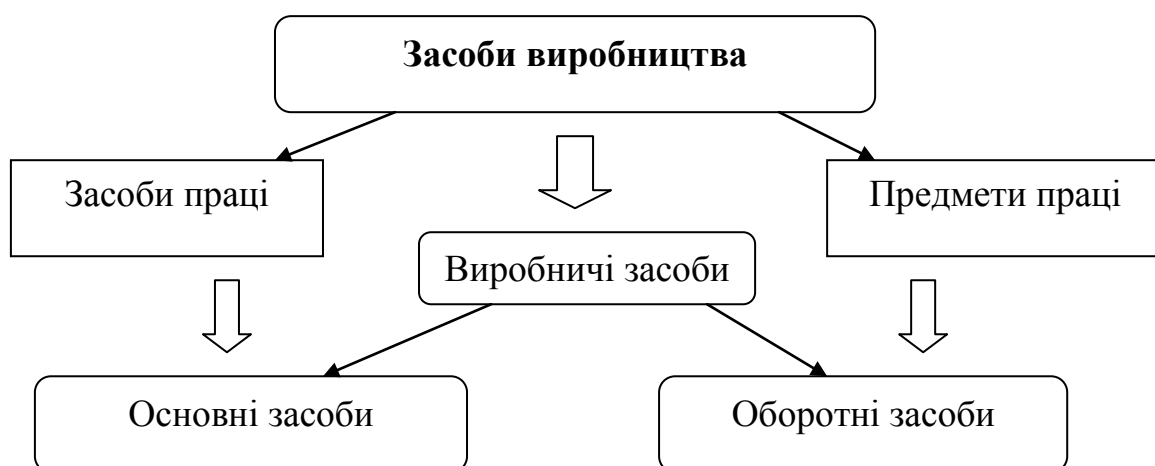 Засоби виробництва
Засоби праці
Предмети праці
Виробничі засоби
Основні засоби
Оборотні засоби